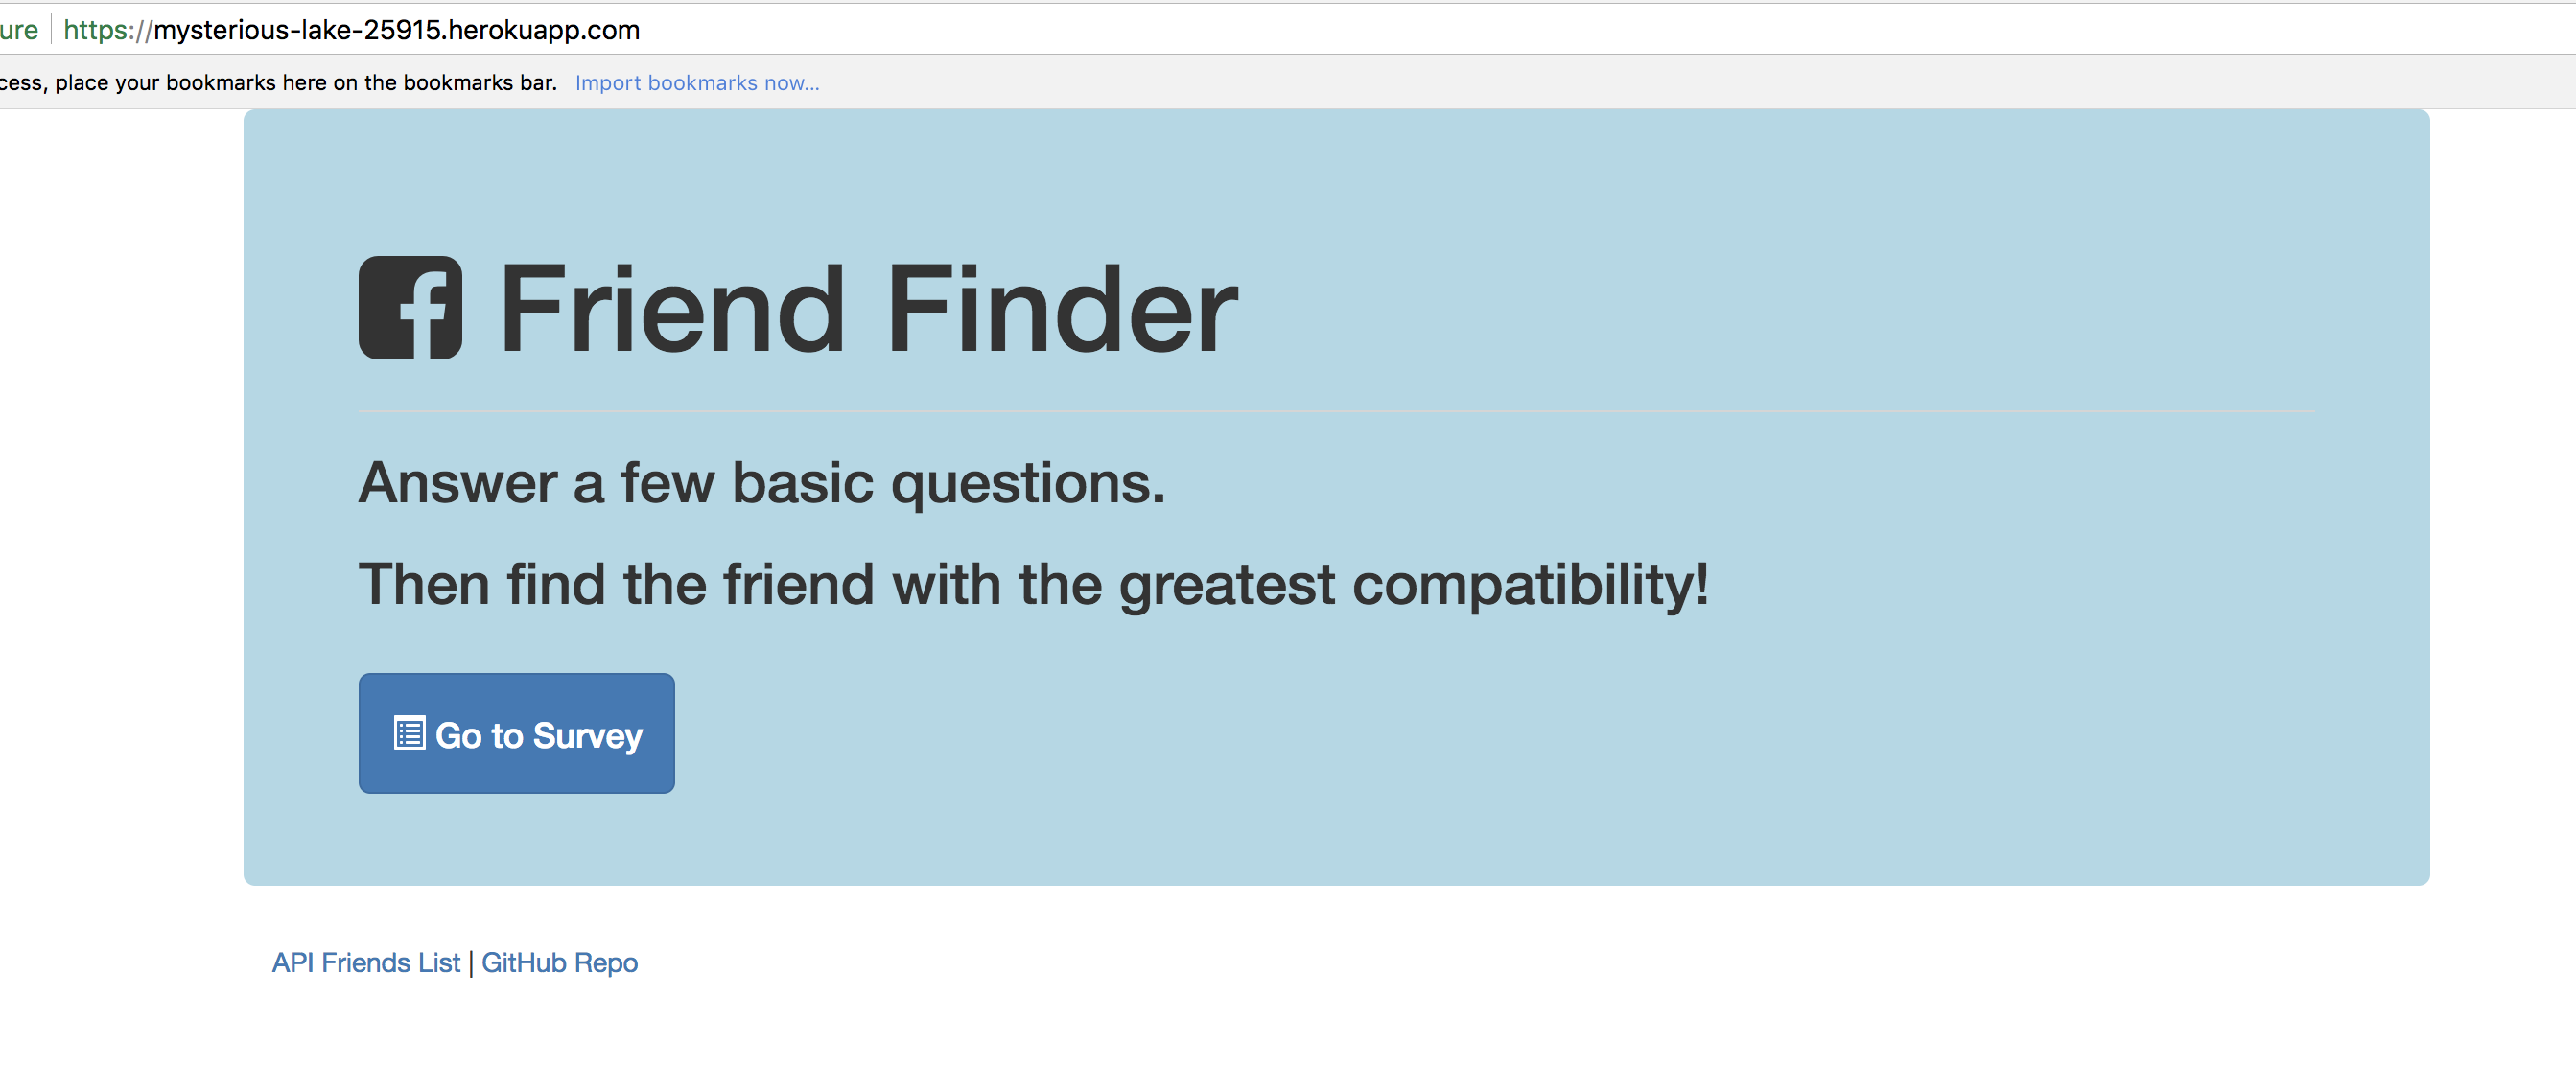 ure https://mysterious-lake-25915.herokuapp.com
cess, place your bookmarks here on the bookmarks bar. Import bookmarks now...
f Friend Finder
Answer a few basic questions.
Then find the friend with the greatest compatibility!
Go to Survey
API Friends List | GitHub Repo